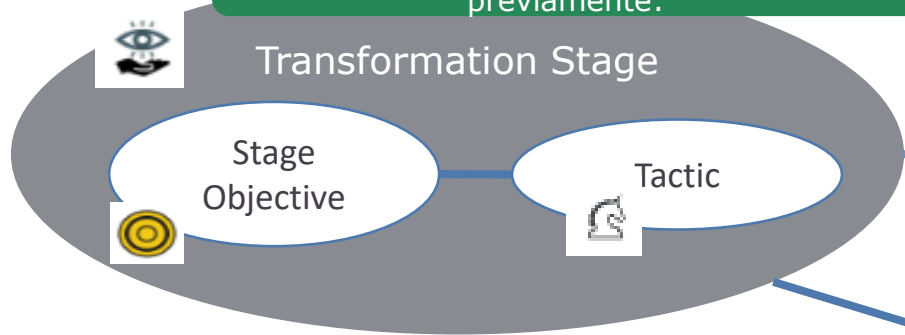 previamente.
Transformation Stage
Stage
Objective
Tactic